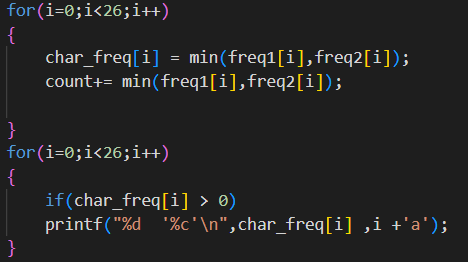 for(i=0;i<26;i++)
{
    char_freq[i] = min(freq1[i],freq2[i]);
    count+= min(freq1[i],freq2[i]);
}
for(i=0;i<26;i++)
{
    if(char_freq[i] > 0)
    printf("%d  '%c'\n",char_freq[i] ,i +'a');
}